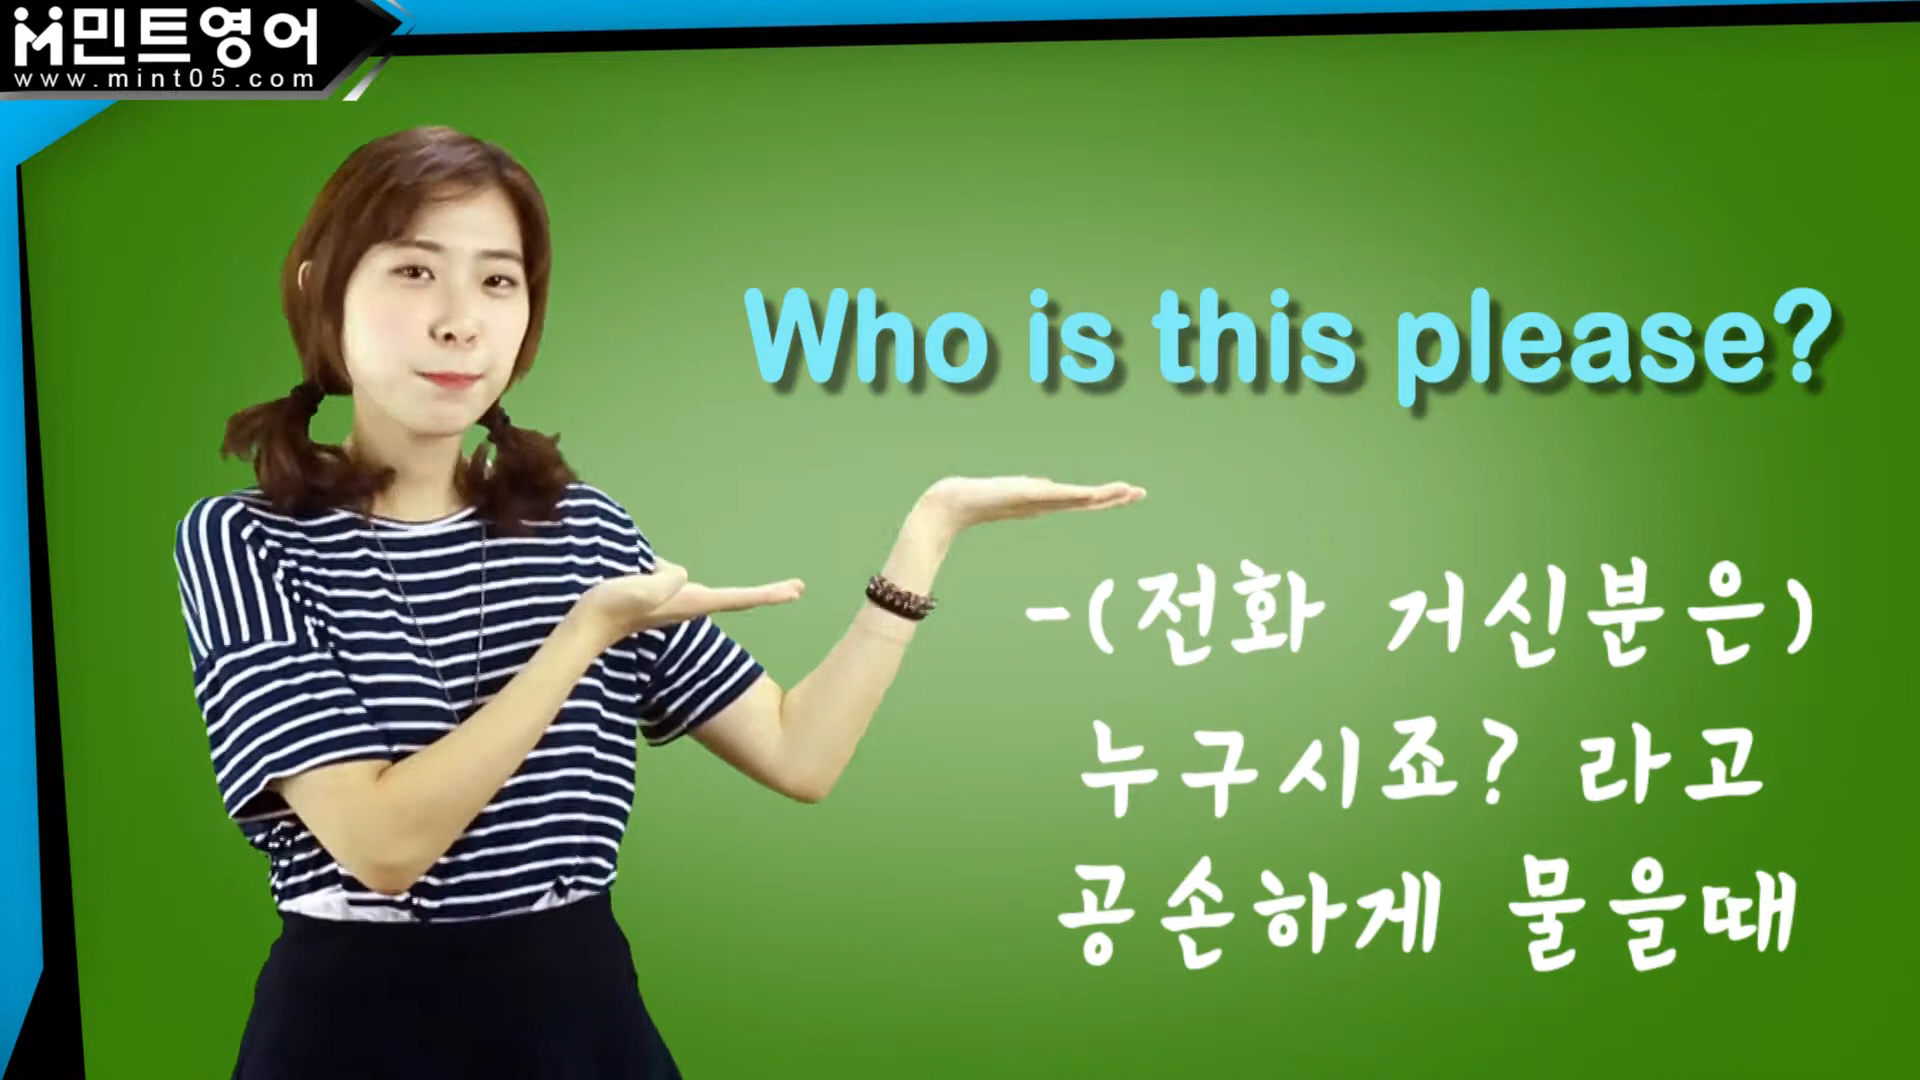 민트영어
www.mint05.com
Who is this please?
-(전화 거신분은)
누구시죠? 라고
공손하게 물을때